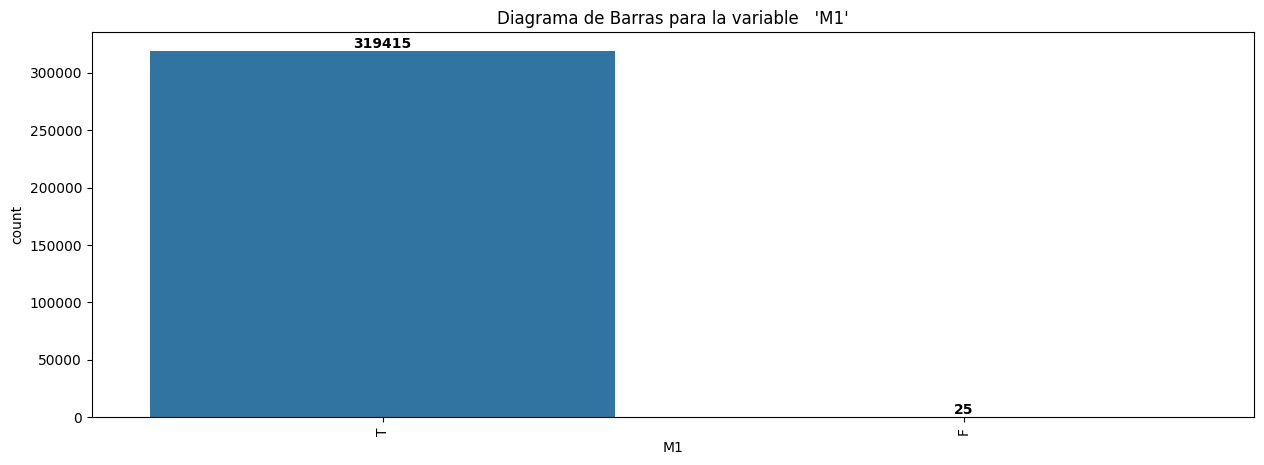 Diagrama de Barras para la variable   'M1'
319415
300000
250000
200000
150000
100000
50000
0
count
25
T
F
M1